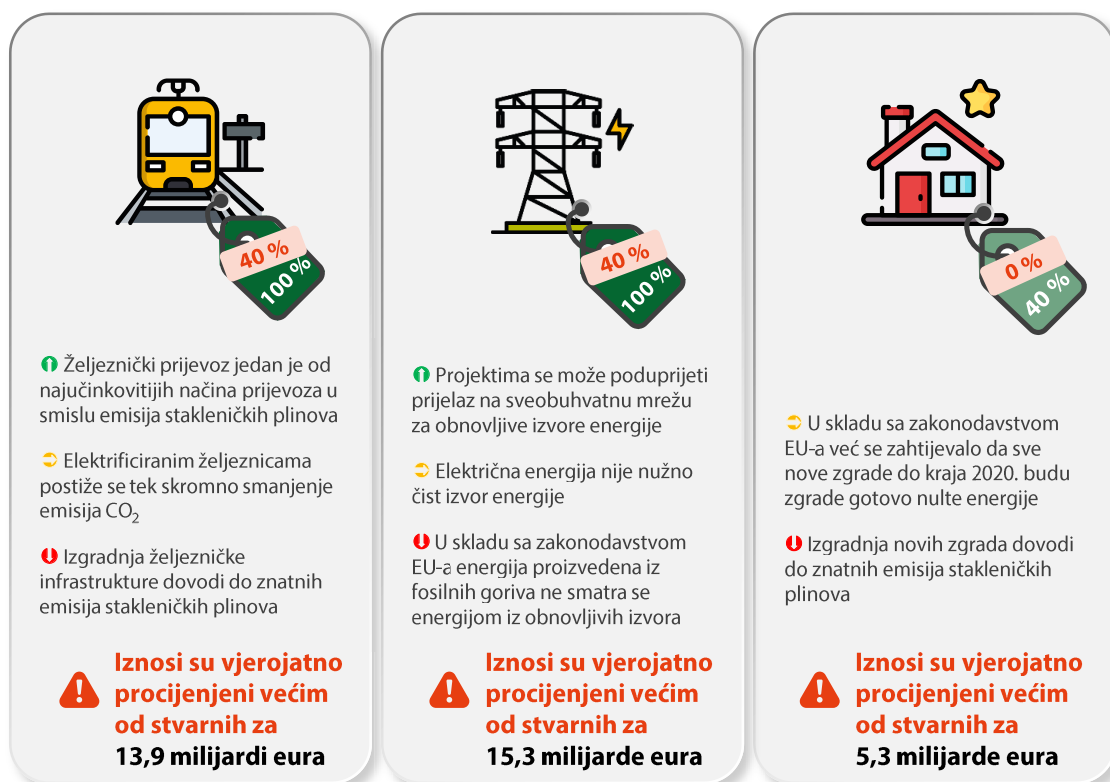 40 %
100 %
Željeznički prijevoz jedan je od
najučinkovitijih načina prijevoza u
smislu emisija stakleničkih plinova
Elektrificiranim željeznicama
postiže se tek skromno smanjenje
emisija CO₂
Izgradnja željezničke
infrastrukture dovodi do znatnih
emisija stakleničkih plinova
Iznosi su vjerojatno
procijenjeni većim
od stvarnih za
13,9 milijardi eura
40 %
100 %
Projektima se može poduprijeti
prijelaz na sveobuhvatnu mrežu
za obnovljive izvore energije
Električna energija nije nužno
čist izvor energije
U skladu sa zakonodavstvom
EU-a energija proizvedena iz
fosilnih goriva ne smatra se
energijom iz obnovljivih izvora
Iznosi su vjerojatno
procijenjeni većim
od stvarnih za
15,3 milijarde eura
0 %
40 %
U skladu sa zakonodavstvom
EU-a već se zahtijevalo da sve
nove zgrade do kraja 2020. budu
zgrade gotovo nulte energije
Izgradnja novih zgrada dovodi
do znatnih emisija stakleničkih
plinova
Iznosi su vjerojatno
procijenjeni većim
od stvarnih za
5,3 milijarde eura